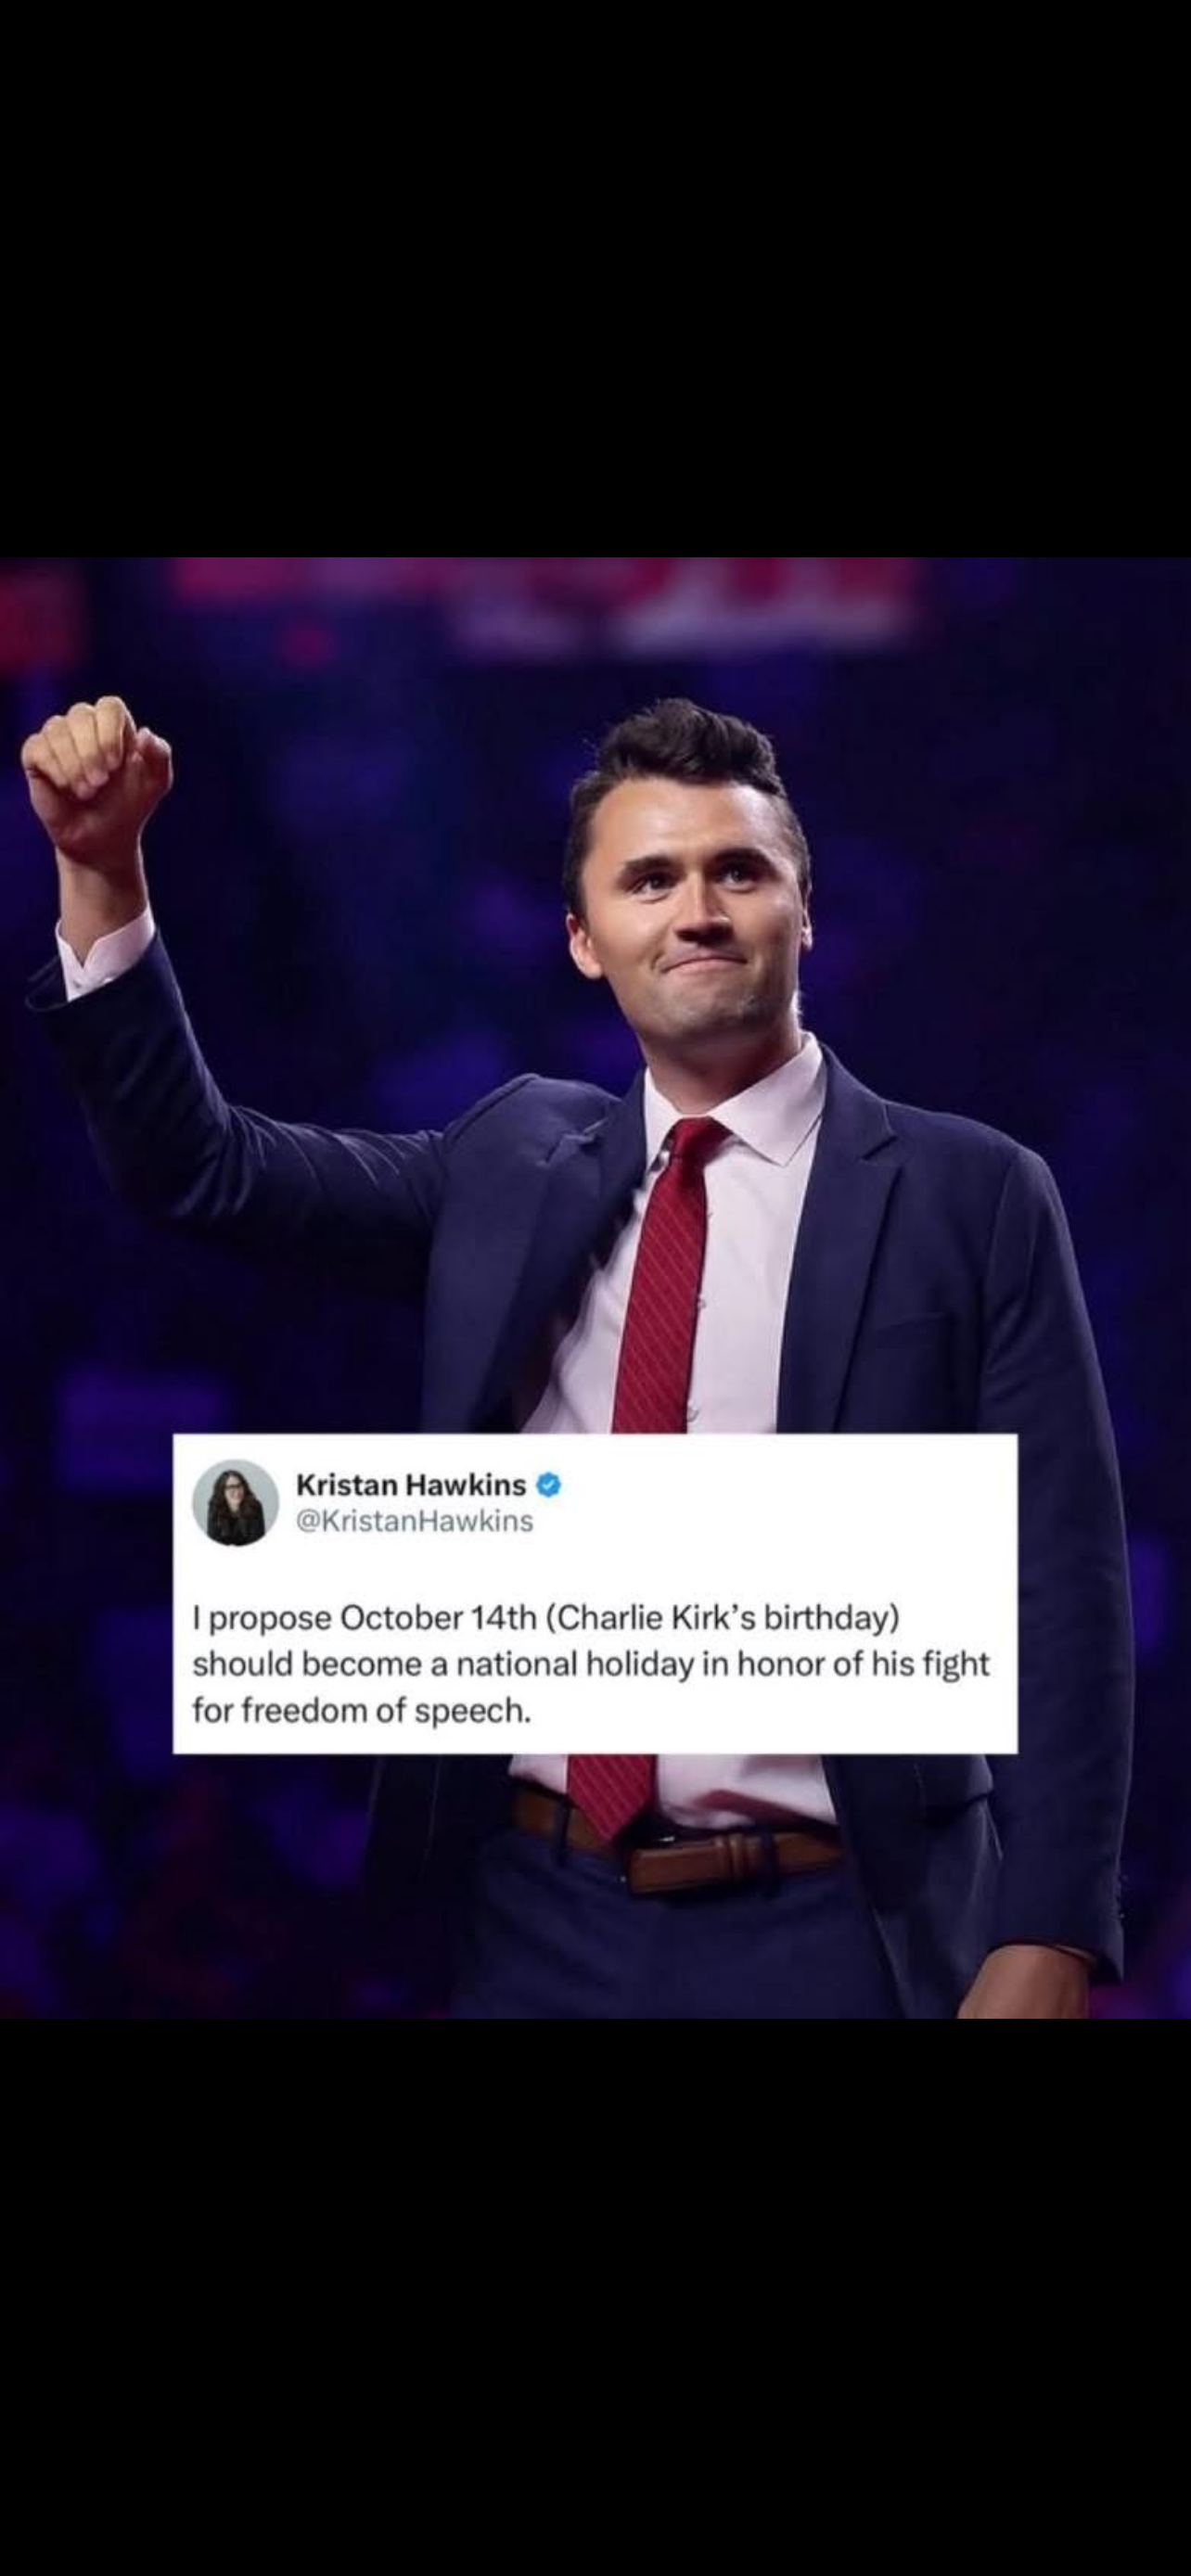 Kristan Hawkins
@KristanHawkins
I propose October 14th (Charlie Kirk’s birthday)
should become a national holiday in honor of his fight
for freedom of speech.